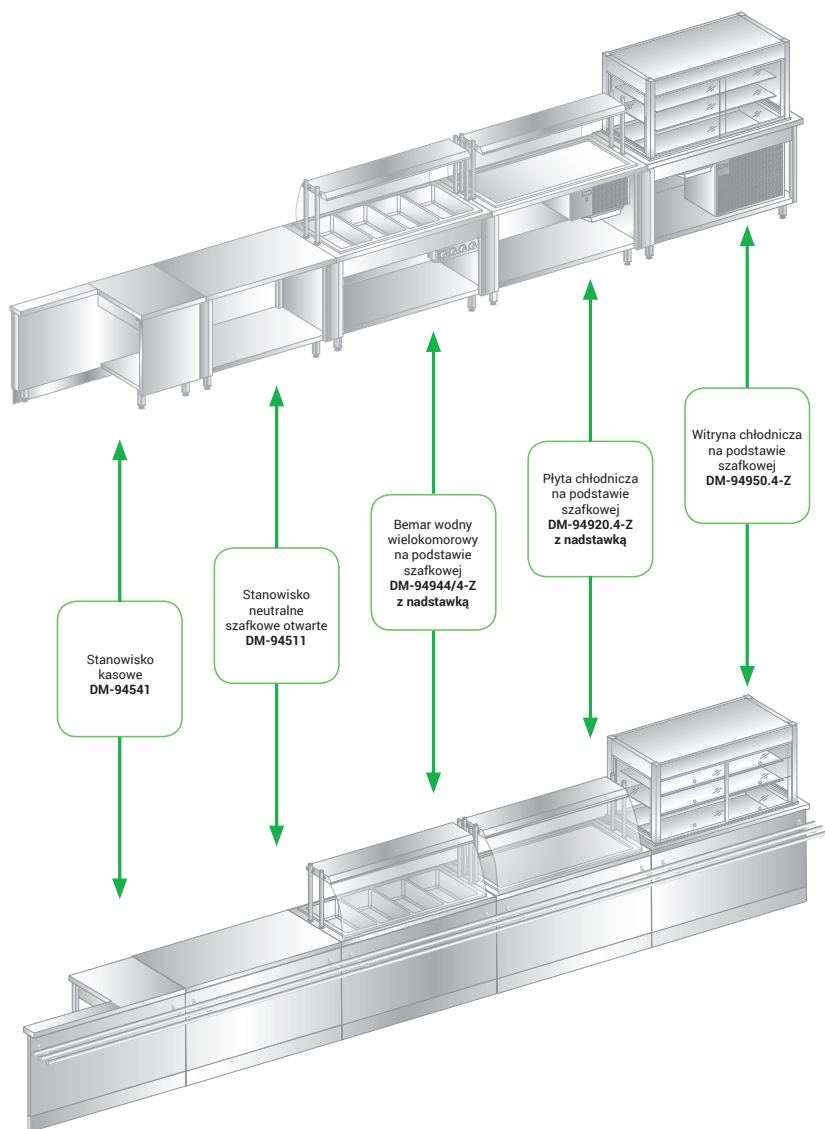 Stanowisko
kasowe
DM-94541
Stanowisko
neutralne
szafkowe otwarte
DM-94511
Bemar wodny
wielokomorowy
na podstawie
szafkowej
DM-94944/4-Z
z nadstawką
Płyta chłodnicza
na podstawie
szafkowej
DM-94920.4-Z
z nadstawką
Witryna chłodnicza
na podstawie
szafkowej
DM-94950.4-Z